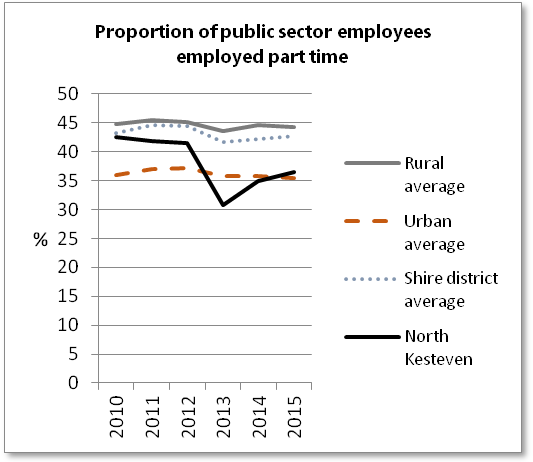 Proportion of public sector employees
employed part time
50
45
40
35
30
25
20
15
10
5
0
%
2010
2011
2012
2013
2014
2015
Rural
average
Urban
average
Shire district
average
North
Kesteven